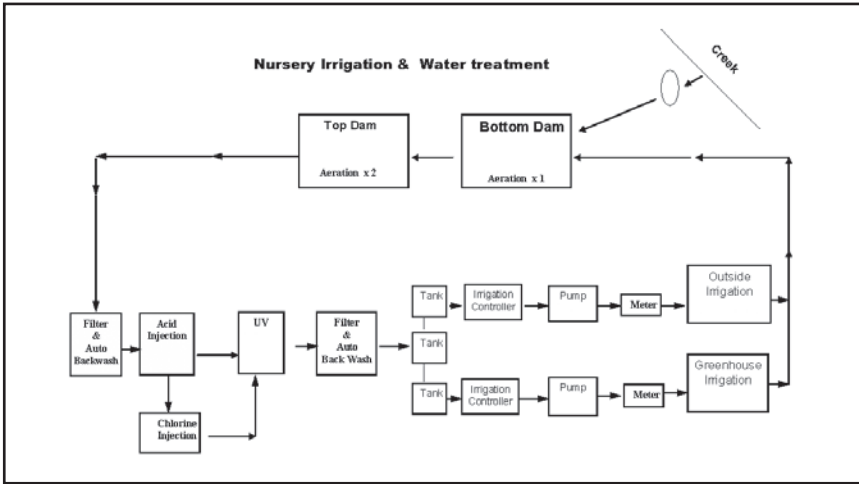 Nursery Irrigation & Water treatment
Creek
Top Dam
Aeration x 2
Bottom Dam
Aeration x 1
Filter
&
Auto
Backwash
Acid
Injection
Chlorine
Injection
UV
Filter
&
Auto
Back Wash
Tank
Tank
Tank
Irrigation
Controller
Pump
Meter
Outside
Irrigation
Irrigation
Controller
Pump
Meter
Greenhouse
Irrigation